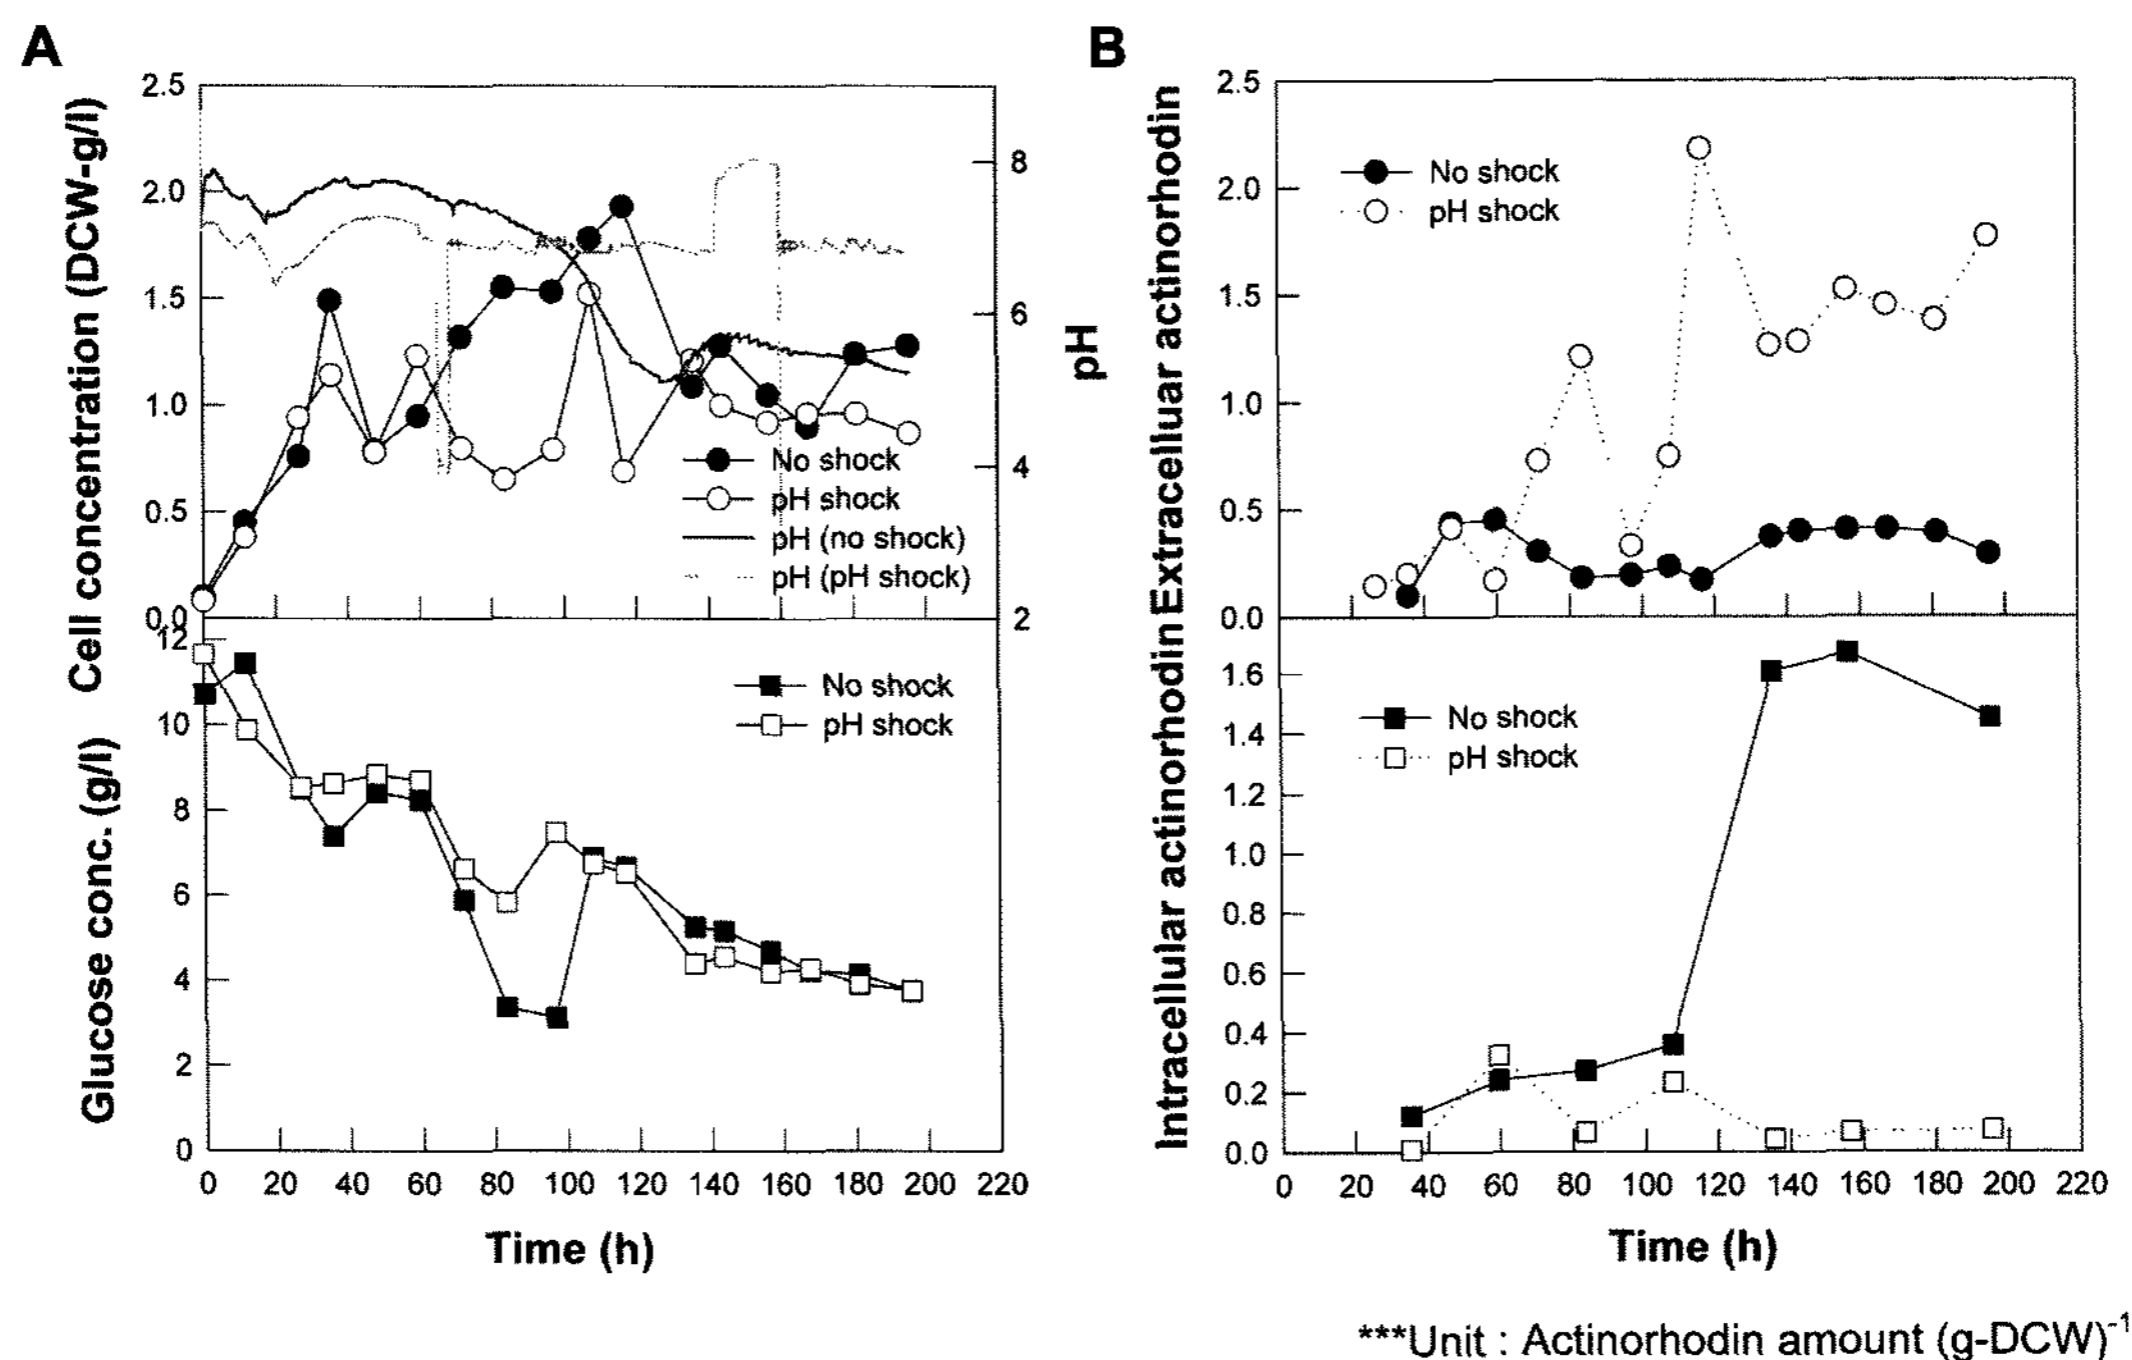 A
Cell concentration (DCW-g/l)
2.5
2.0
1.5
1.0
0.5
0.0
8
6
4
2
pH
No shock
pH shock
pH (no shock)
pH (pH shock)
Glucose conc. (g/l)
12
10
8
6
4
2
0
No shock
pH shock
0 20 40 60 80 100 120 140 160 180 200 220
Time (h)
B
Extracelluar actinorhodin
2.5
2.0
1.5
1.0
0.5
0.0
No shock
pH shock
Intracellular actinorhodin
1.6
1.4
1.2
1.0
0.8
0.6
0.4
0.2
0.0
No shock
pH shock
0 20 40 60 80 100 120 140 160 180 200 220
Time (h)
***Unit : Actinorhodin amount (g-DCW)⁻¹